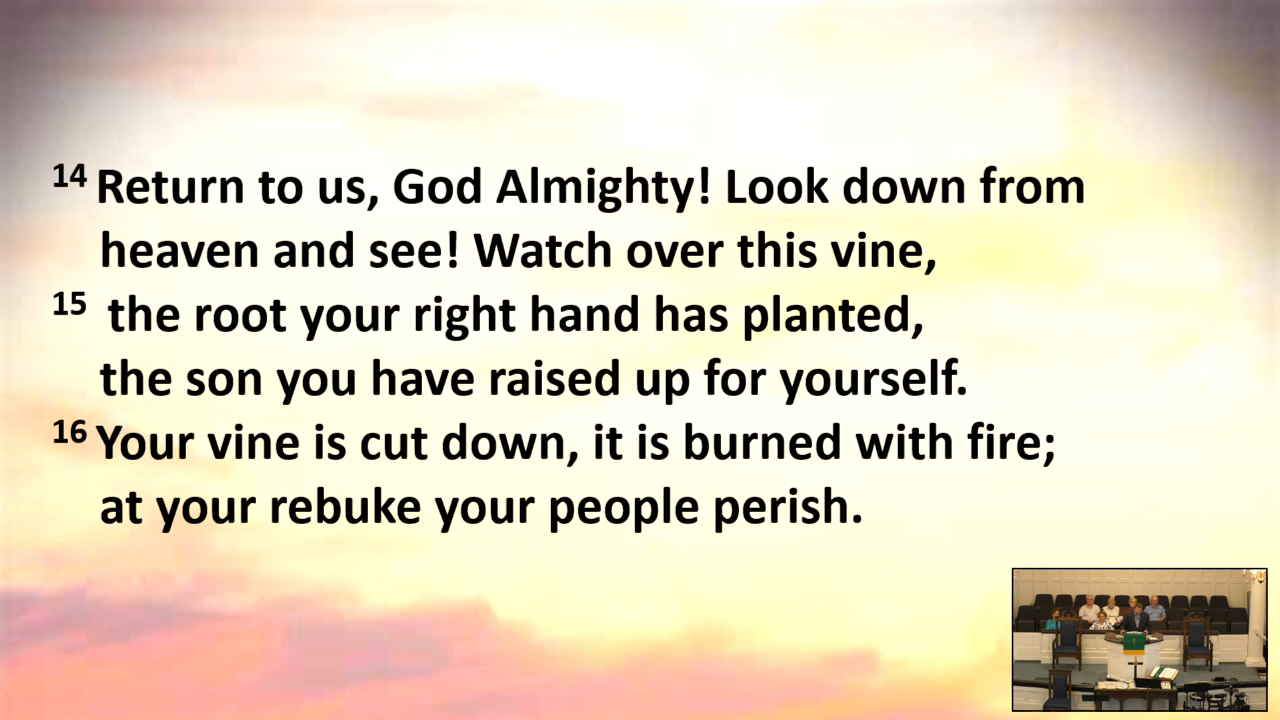 14 Return to us, God Almighty! Look down from
heaven and see! Watch over this vine,
15 the root your right hand has planted,
the son you have raised up for yourself.
16 Your vine is cut down, it is burned with fire;
at your rebuke your people perish.